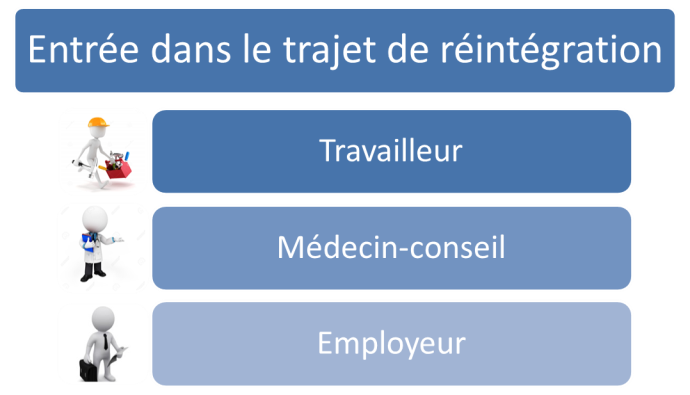 Entrée dans le trajet de réintégration
Travailleur
Médecin-conseil
Employeur